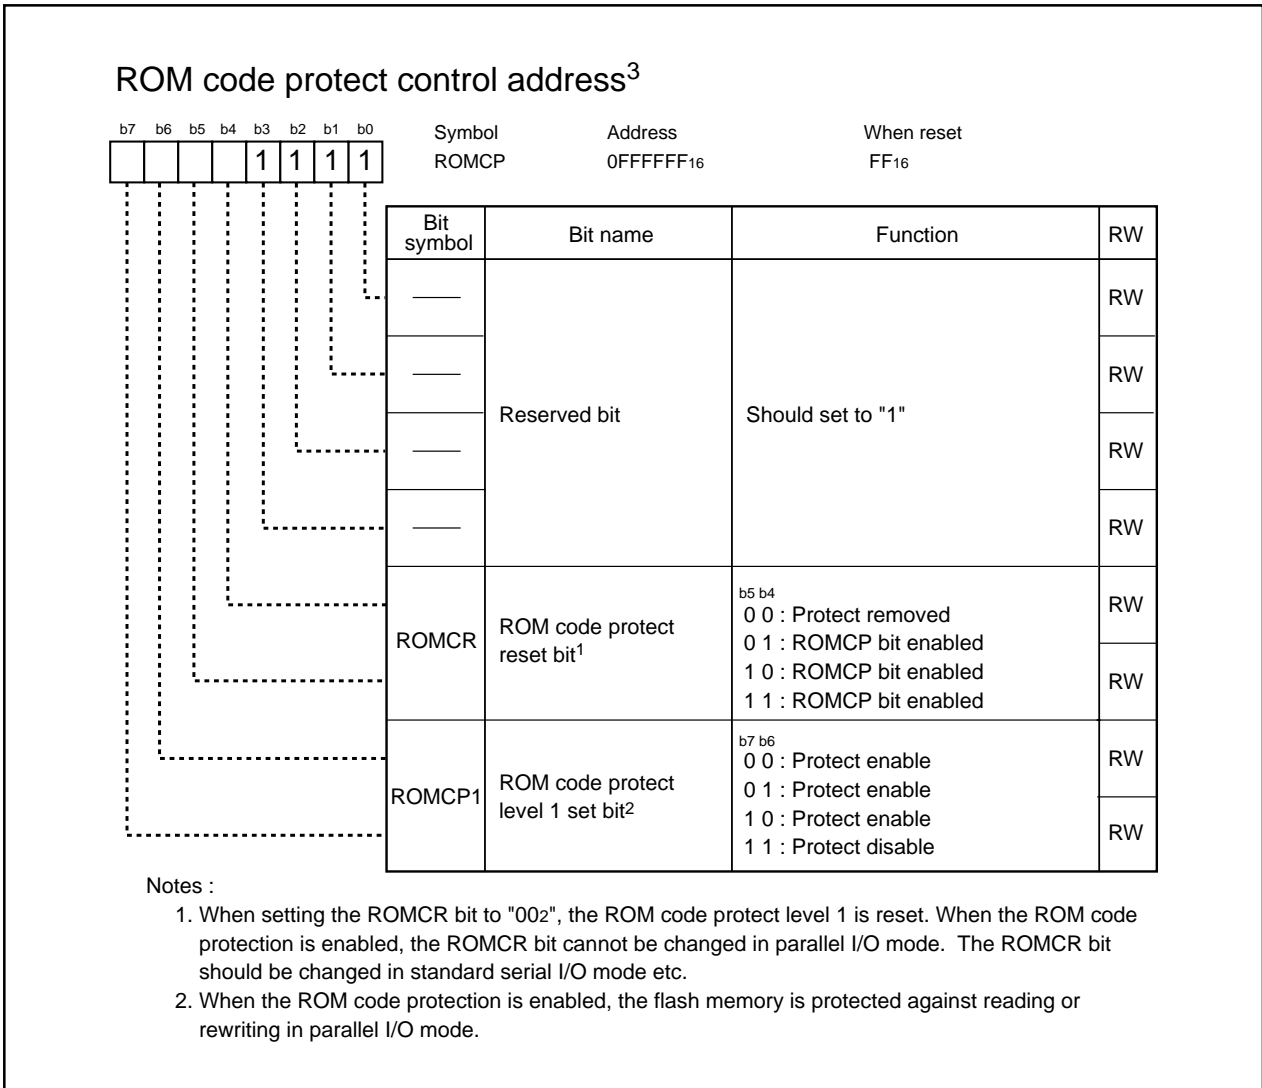 ROM code protect control address3
b7 b6 b5 b4 b3 b2 b1 b0
Symbol Address When reset
1 1 1 1
ROMCP 0FFFFFF16 FF16
Bit symbol Bit name Function RW
RW
RW
Reserved bit Should set to "1"
RW
RW
b5 b4
0 0 : Protect removed
RW
ROMCR ROM code protect reset bit1
0 1 : ROMCP bit enabled
1 0 : ROMCP bit enabled
1 1 : ROMCP bit enabled
RW
b7 b6
0 0 : Protect enable
RW
ROMCP1 ROM code protect level 1 set bit2
0 1 : Protect enable
1 0 : Protect enable
1 1 : Protect disable
RW
Notes :
1. When setting the ROMCR bit to "002", the ROM code protect level 1 is reset. When the ROM code
protection is enabled, the ROMCR bit cannot be changed in parallel I/O mode. The ROMCR bit
should be changed in standard serial I/O mode etc.
2. When the ROM code protection is enabled, the flash memory is protected against reading or
rewriting in parallel I/O mode.